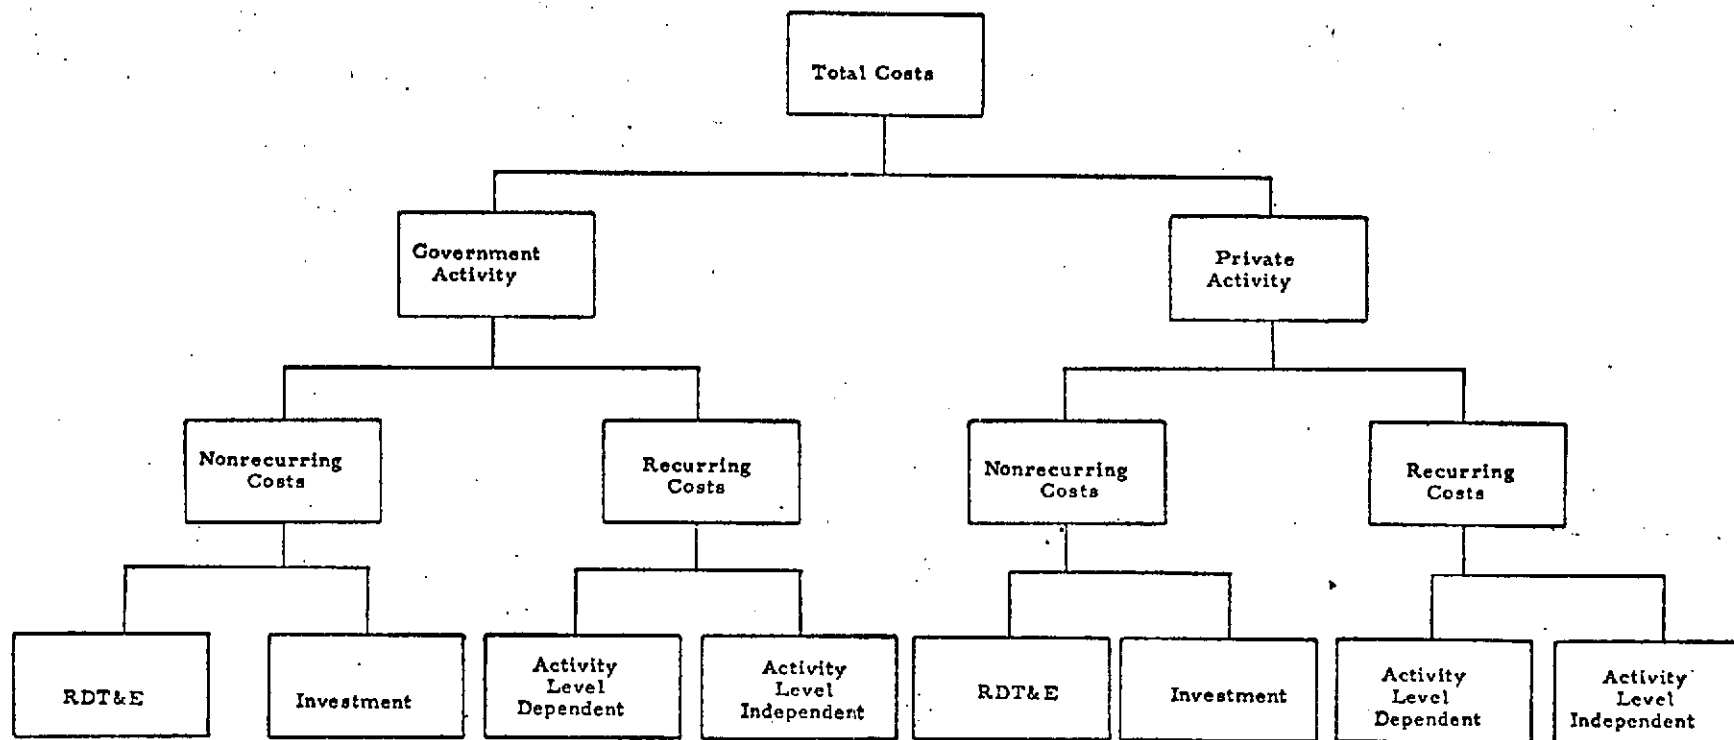 Total Costs
Government
Activity
Private
Activity
Nonrecurring
Costs
Recurring
Costs
Nonrecurring
Costs
Recurring
Costs
RDT&E
Investment
Activity
Level
Dependent
Activity
Level
Independent
RDT&E
Investment
Activity
Level
Dependent
Activity
Level
Independent